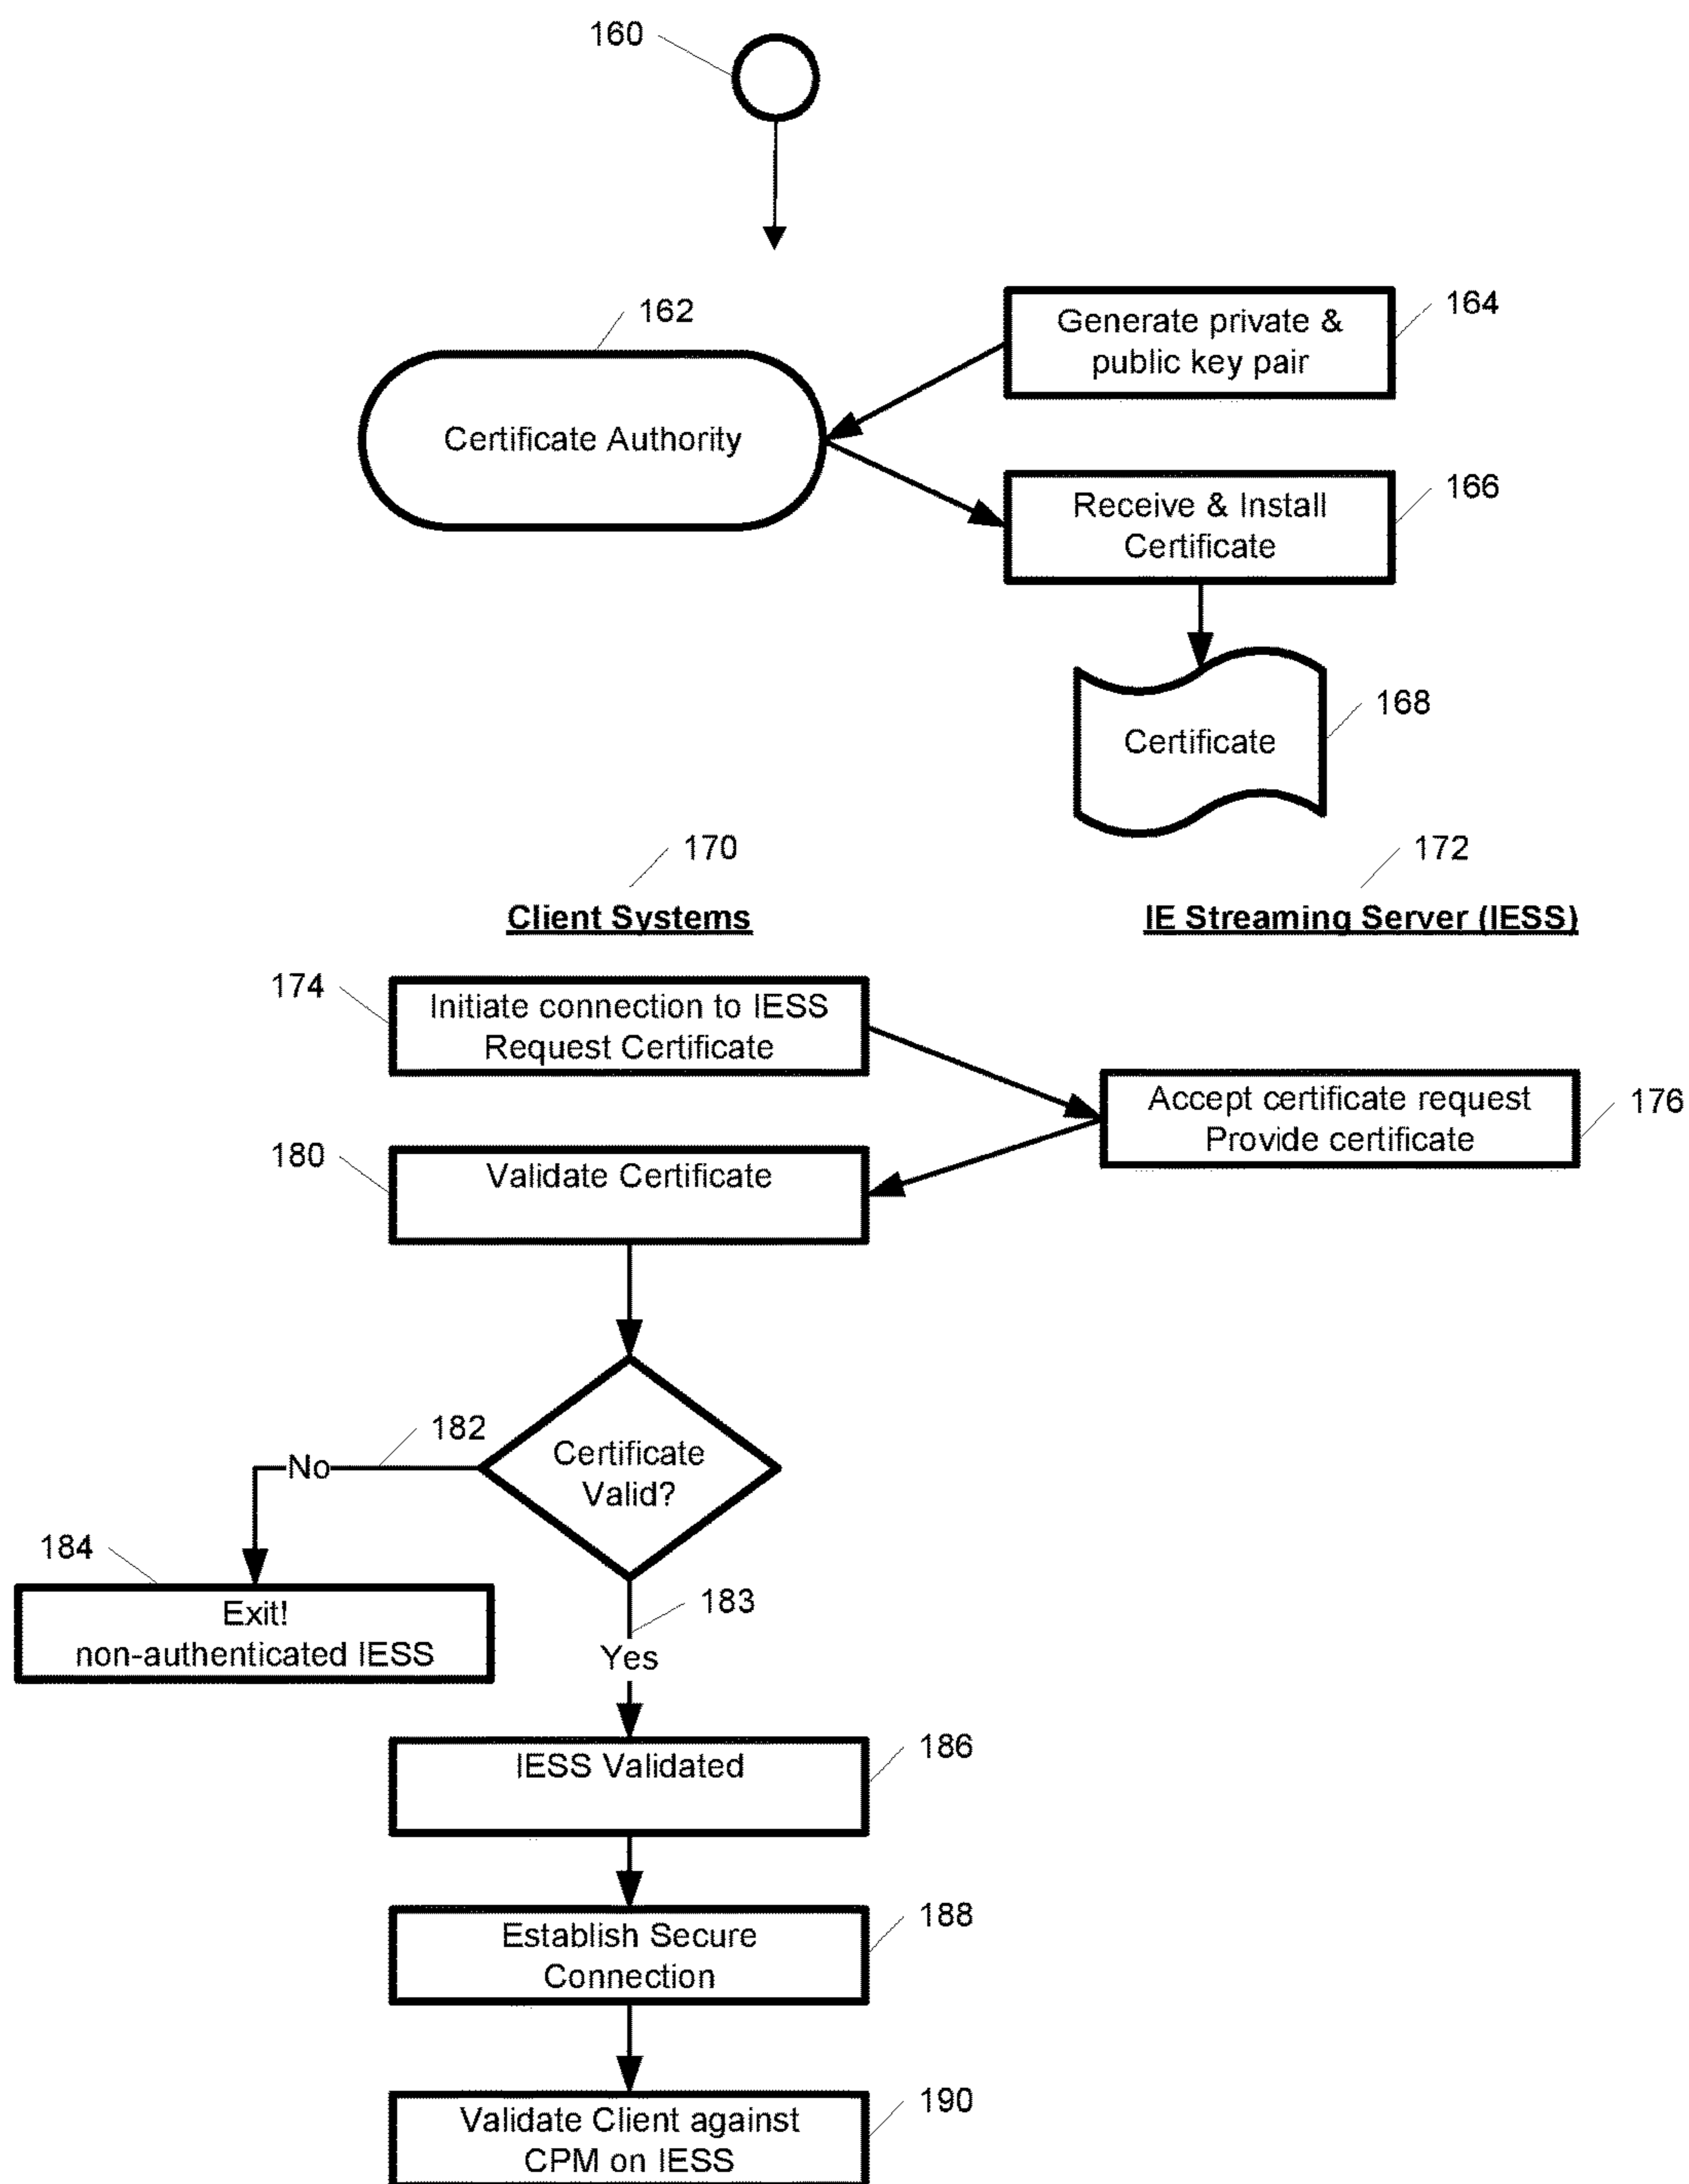 160
162
Generate private &
public key pair
164
Certificate Authority
Receive & Install
Certificate
166
Certificate
168
170
172
Client Systems
IE Streaming Server (IESS)
174
Initiate connection to IESS
Request Certificate
Accept certificate request
Provide certificate
176
180
Validate Certificate
Certificate
Valid?
182
No
184
Exit!
non-authenticated IESS
183
Yes
IESS Validated
186
Establish Secure
Connection
188
Validate Client against
CPM on IESS
190